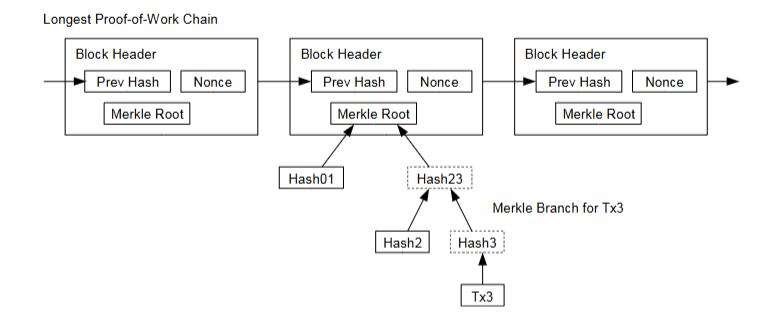 Longest Proof-of-Work Chain
Block Header
Prev Hash
Nonce
Merkle Root
Block Header
Prev Hash
Nonce
Merkle Root
Block Header
Prev Hash
Nonce
Merkle Root
Hash01
Hash23
Merkle Branch for Tx3
Hash2
Hash3
Tx3